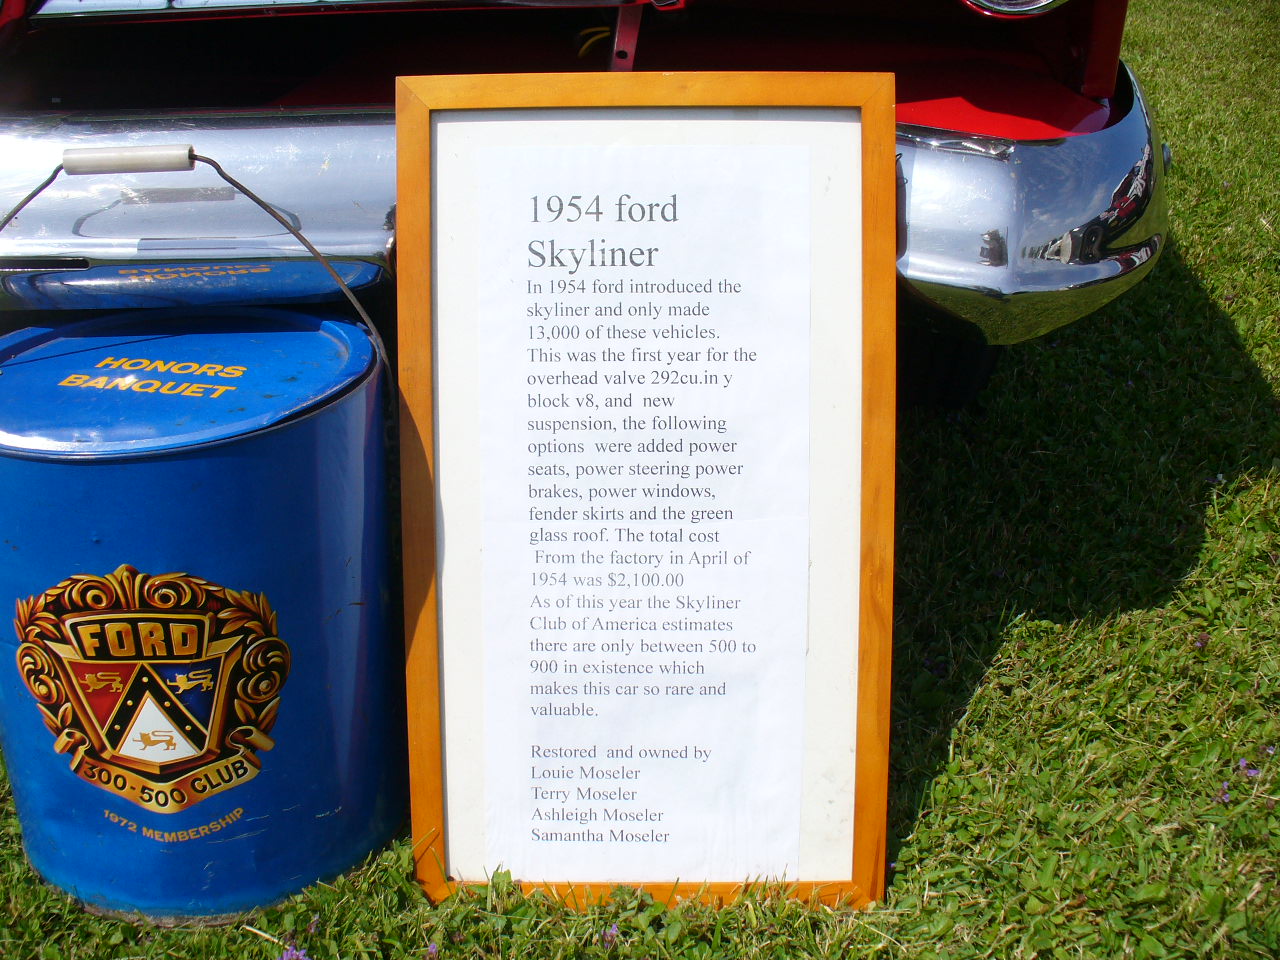 1954 ford
Skyliner
In 1954 ford introduced the
skyliner and only made
13,000 of these vehicles.
This was the first year for the
overhead valve 292cu.in y
block v8, and  new
suspension, the following
options  were added power
seats, power steering power
brakes, power windows,
fender skirts and the green
glass roof. The total cost
From the factory in April of
1954 was $2,100.00
As of this year the Skyliner
Club of America estimates
there are only between 500 to
900 in existence which
makes this car so rare and
valuable.
Restored  and owned by
Louie Moseler
Terry Moseler
Ashleigh Moseler
Samantha Moseler
HONORS
BANQUET
FORD
300-500 CLUB
1972 MEMBERSHIP